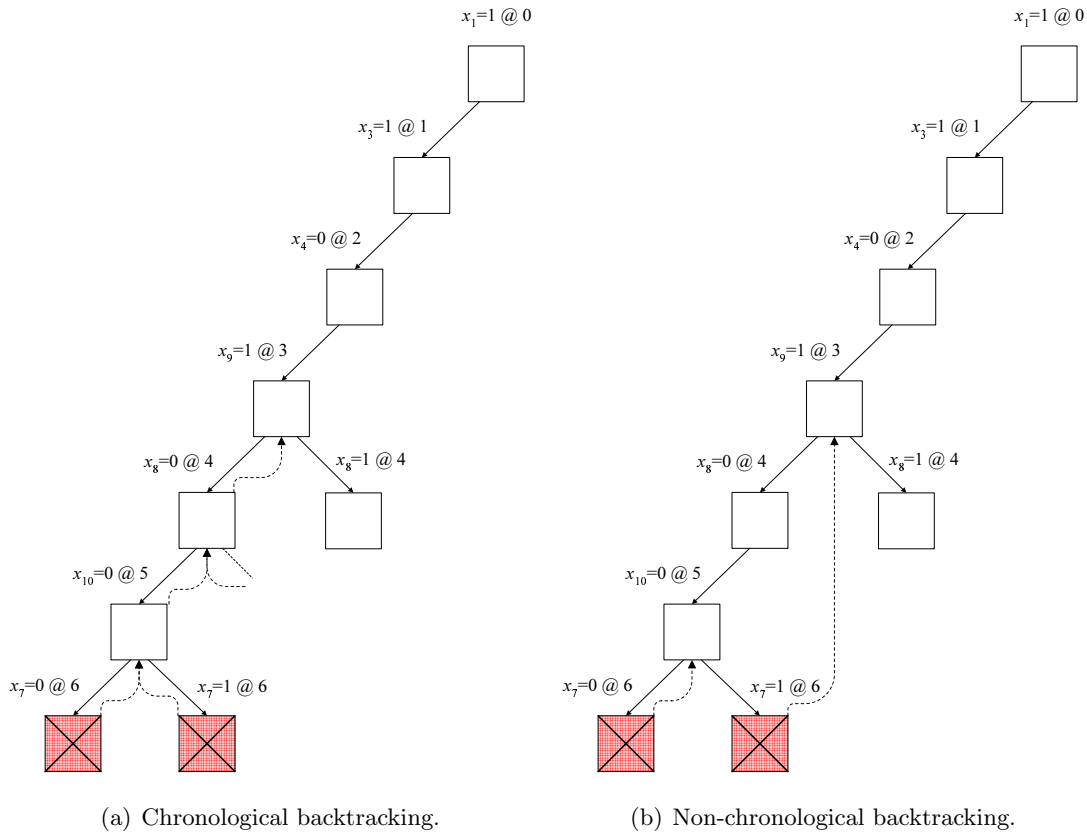 x₁=1 @ 0
x₃=1 @ 1
x₄=0 @ 2
x₉=1 @ 3
x₈=0 @ 4
x₈=1 @ 4
x₁₀=0 @ 5
x₇=0 @ 6
x₇=1 @ 6
(a) Chronological backtracking.
x₁=1 @ 0
x₃=1 @ 1
x₄=0 @ 2
x₉=1 @ 3
x₈=0 @ 4
x₈=1 @ 4
x₁₀=0 @ 5
x₇=0 @ 6
x₇=1 @ 6
(b) Non-chronological backtracking.